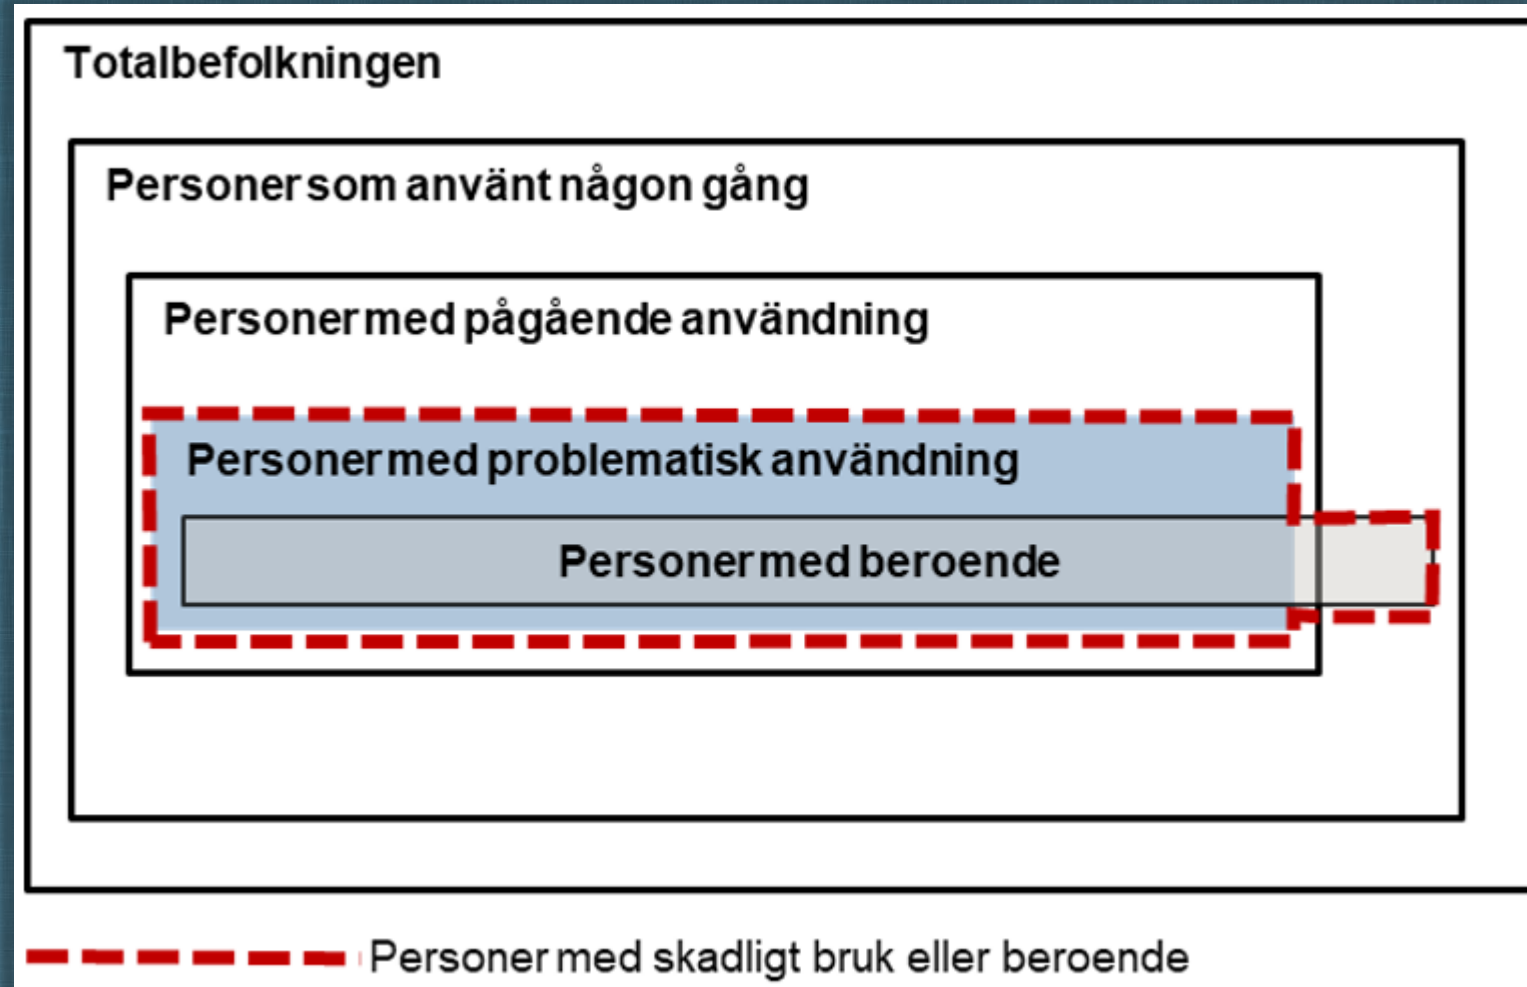 Totalbefolkningen
Personer som använt någon gång
Personer med pågående användning
Personer med problematisk användning
Personer med beroende
Personer med skadligt bruk eller beroende